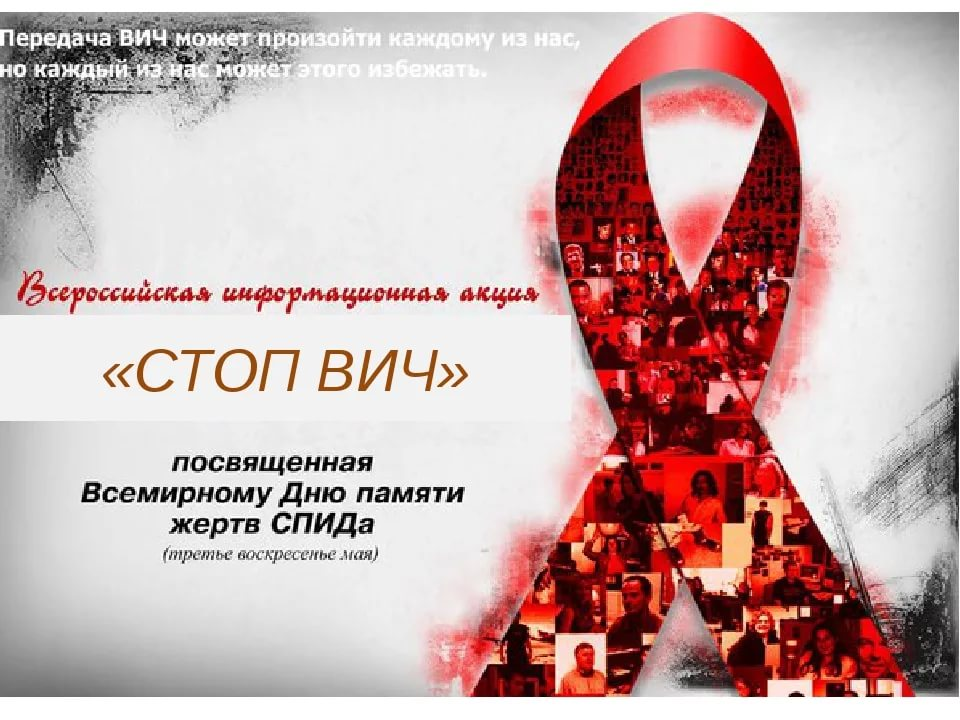 Передача ВИЧ может произойти каждому из нас,
но каждый из нас может этого избежать.
Всероссийская информационная акция
«СТОП ВИЧ»
посвященная
Всемирному Дню памяти
жертв СПИДа
(третье воскресенье мая)